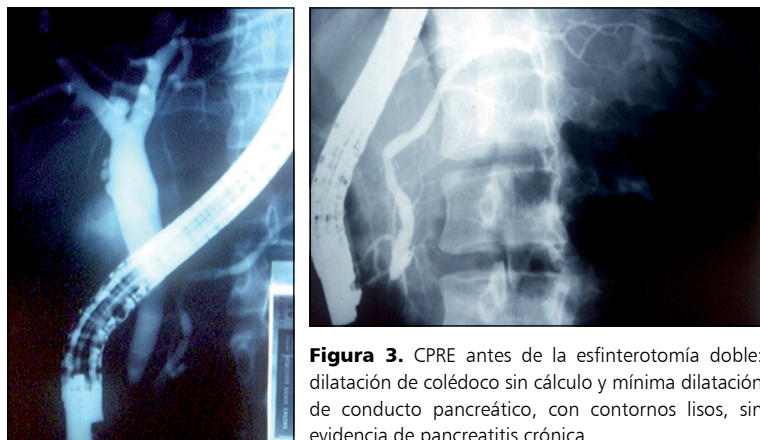 Figura 3. CPRE antes de la esfinterotomía doble:
dilatación de colédoco sin cálculo y mínima dilatación
de conducto pancreático, con contornos lisos, sin
evidencia de pancreatitis crónica